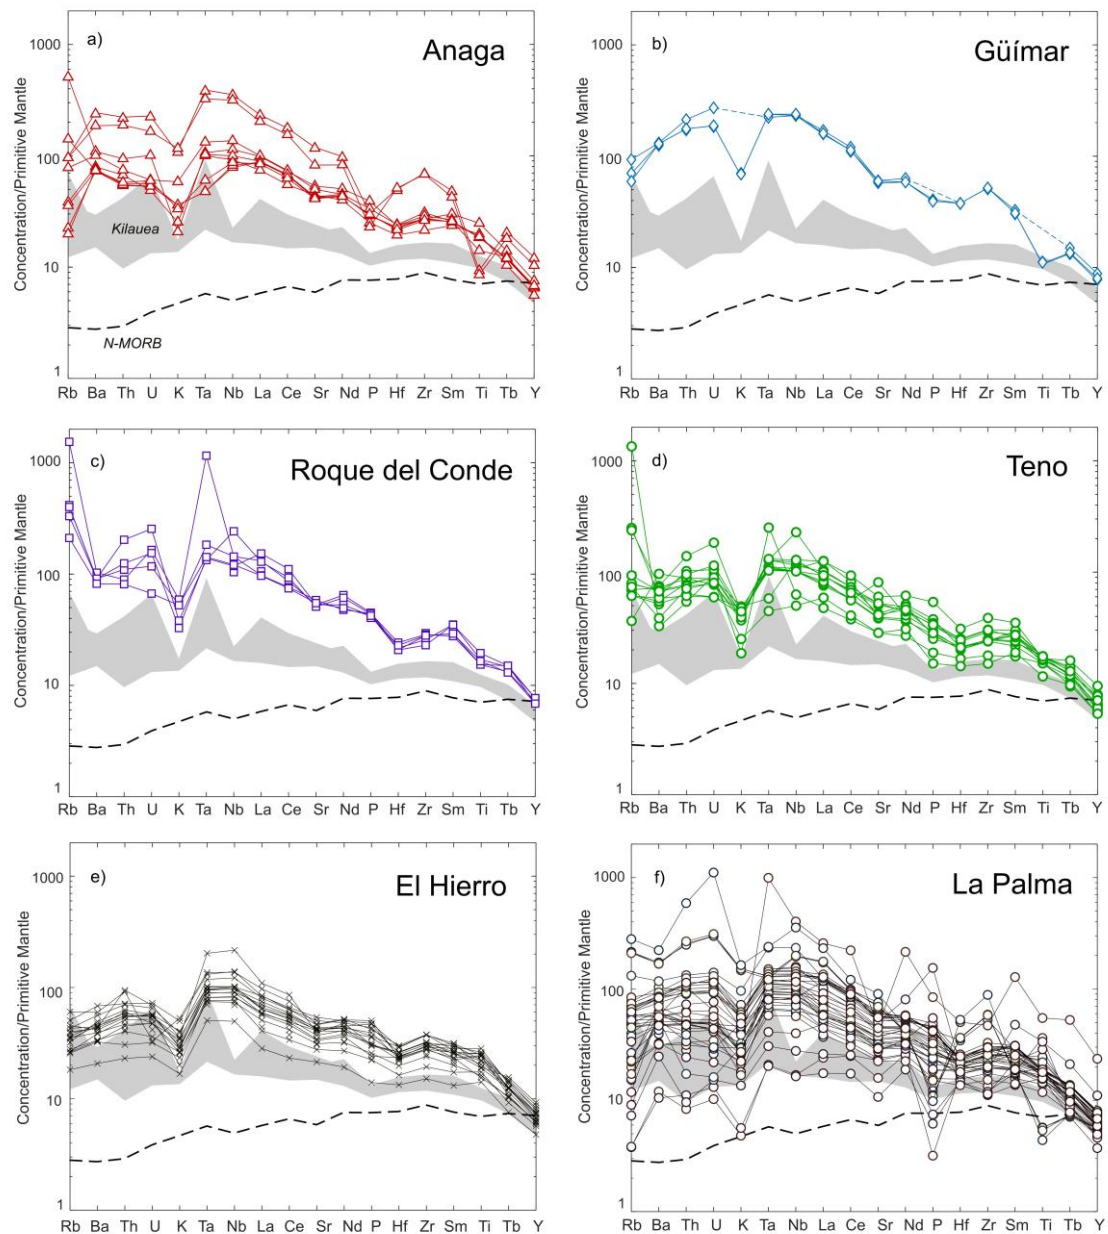 a)
Anaga
Concentration/Primitive Mantle
1000
100
10
1
Kilauea
N-MORB
Rb Ba Th U K Ta Nb La Ce Sr Nd P Hf Zr Sm Ti Tb Y
b)
Güímar
Concentration/Primitive Mantle
1000
100
10
1
Rb Ba Th U K Ta Nb La Ce Sr Nd P Hf Zr Sm Ti Tb Y
c)
Roque del Conde
Concentration/Primitive Mantle
1000
100
10
1
Rb Ba Th U K Ta Nb La Ce Sr Nd P Hf Zr Sm Ti Tb Y
d)
Teno
Concentration/Primitive Mantle
1000
100
10
1
Rb Ba Th U K Ta Nb La Ce Sr Nd P Hf Zr Sm Ti Tb Y
e)
El Hierro
Concentration/Primitive Mantle
1000
100
10
1
Rb Ba Th U K Ta Nb La Ce Sr Nd P Hf Zr Sm Ti Tb Y
f)
La Palma
Concentration/Primitive Mantle
1000
100
10
1
Rb Ba Th U K Ta Nb La Ce Sr Nd P Hf Zr Sm Ti Tb Y